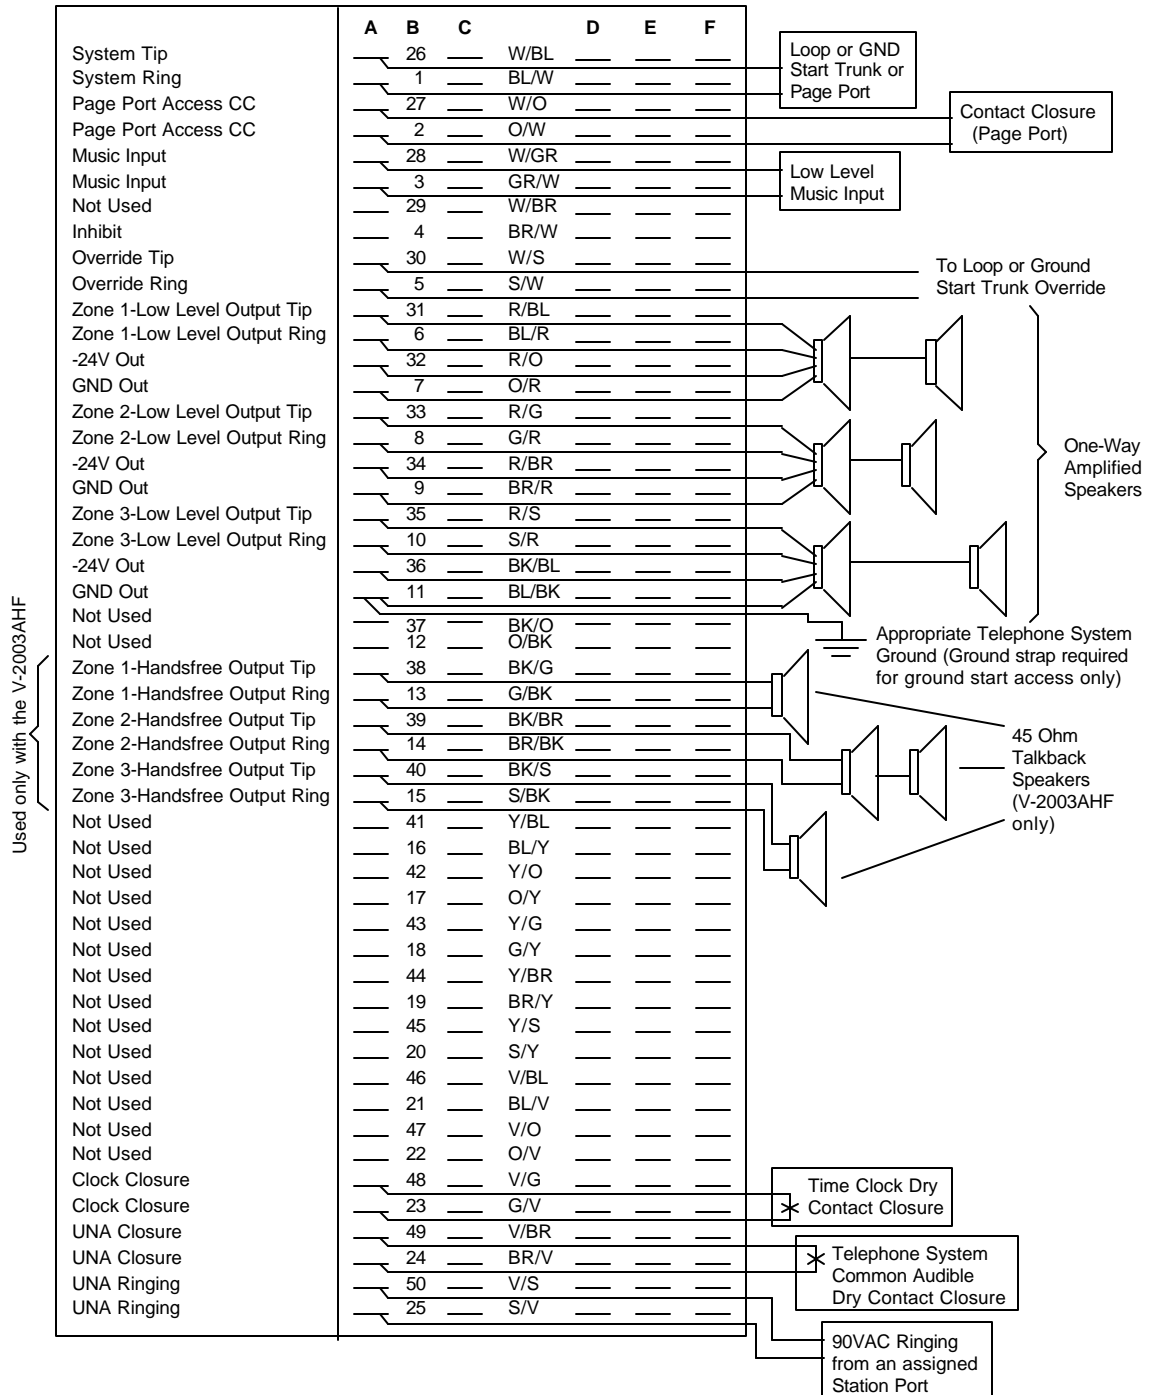 A B C D E F
System Tip 26 W/BL
System Ring 1 BL/W
Page Port Access CC 27 W/O
Page Port Access CC 2 O/W
Music Input 28 W/GR
Music Input 3 GR/W
Not Used 29 W/BR
Inhibit 4 BR/W
Override Tip 30 W/S
Override Ring 5 S/W
Zone 1-Low Level Output Tip 31 R/BL
Zone 1-Low Level Output Ring 6 BL/R
-24V Out 32 R/O
GND Out 7 O/R
Zone 2-Low Level Output Tip 33 R/G
Zone 2-Low Level Output Ring 8 G/R
-24V Out 34 R/BR
GND Out 9 BR/R
Zone 3-Low Level Output Tip 35 R/S
Zone 3-Low Level Output Ring 10 S/R
-24V Out 36 BK/BL
GND Out 11 BL/BK
Not Used 37 BK/O
Not Used 12 O/BK
Zone 1-Handsfree Output Tip 38 BK/G
Zone 1-Handsfree Output Ring 13 G/BK
Zone 2-Handsfree Output Tip 39 BK/BR
Zone 2-Handsfree Output Ring 14 BR/BK
Zone 3-Handsfree Output Tip 40 BK/S
Zone 3-Handsfree Output Ring 15 S/BK
Not Used 41 Y/BL
Not Used 16 BL/Y
Not Used 42 Y/O
Not Used 17 O/Y
Not Used 43 Y/G
Not Used 18 G/Y
Not Used 44 Y/BR
Not Used 19 BR/Y
Not Used 45 Y/S
Not Used 20 S/Y
Not Used 46 V/BL
Not Used 21 BL/V
Not Used 47 V/O
Not Used 22 O/V
Clock Closure 48 V/G
Clock Closure 23 G/V
UNA Closure 49 V/BR
UNA Closure 24 BR/V
UNA Ringing 50 V/S
UNA Ringing 25 S/V
Used only with the V-2003AHF
Loop or GND
Start Trunk or
Page Port
Contact Closure
(Page Port)
Low Level
Music Input
To Loop or Ground
Start Trunk Override
One-Way
Amplified
Speakers
Appropriate Telephone System
Ground (Ground strap required
for ground start access only)
45 Ohm
Talkback
Speakers
(V-2003AHF
only)
Time Clock Dry
Contact Closure
Telephone System
Common Audible
Dry Contact Closure
90VAC Ringing
from an assigned
Station Port